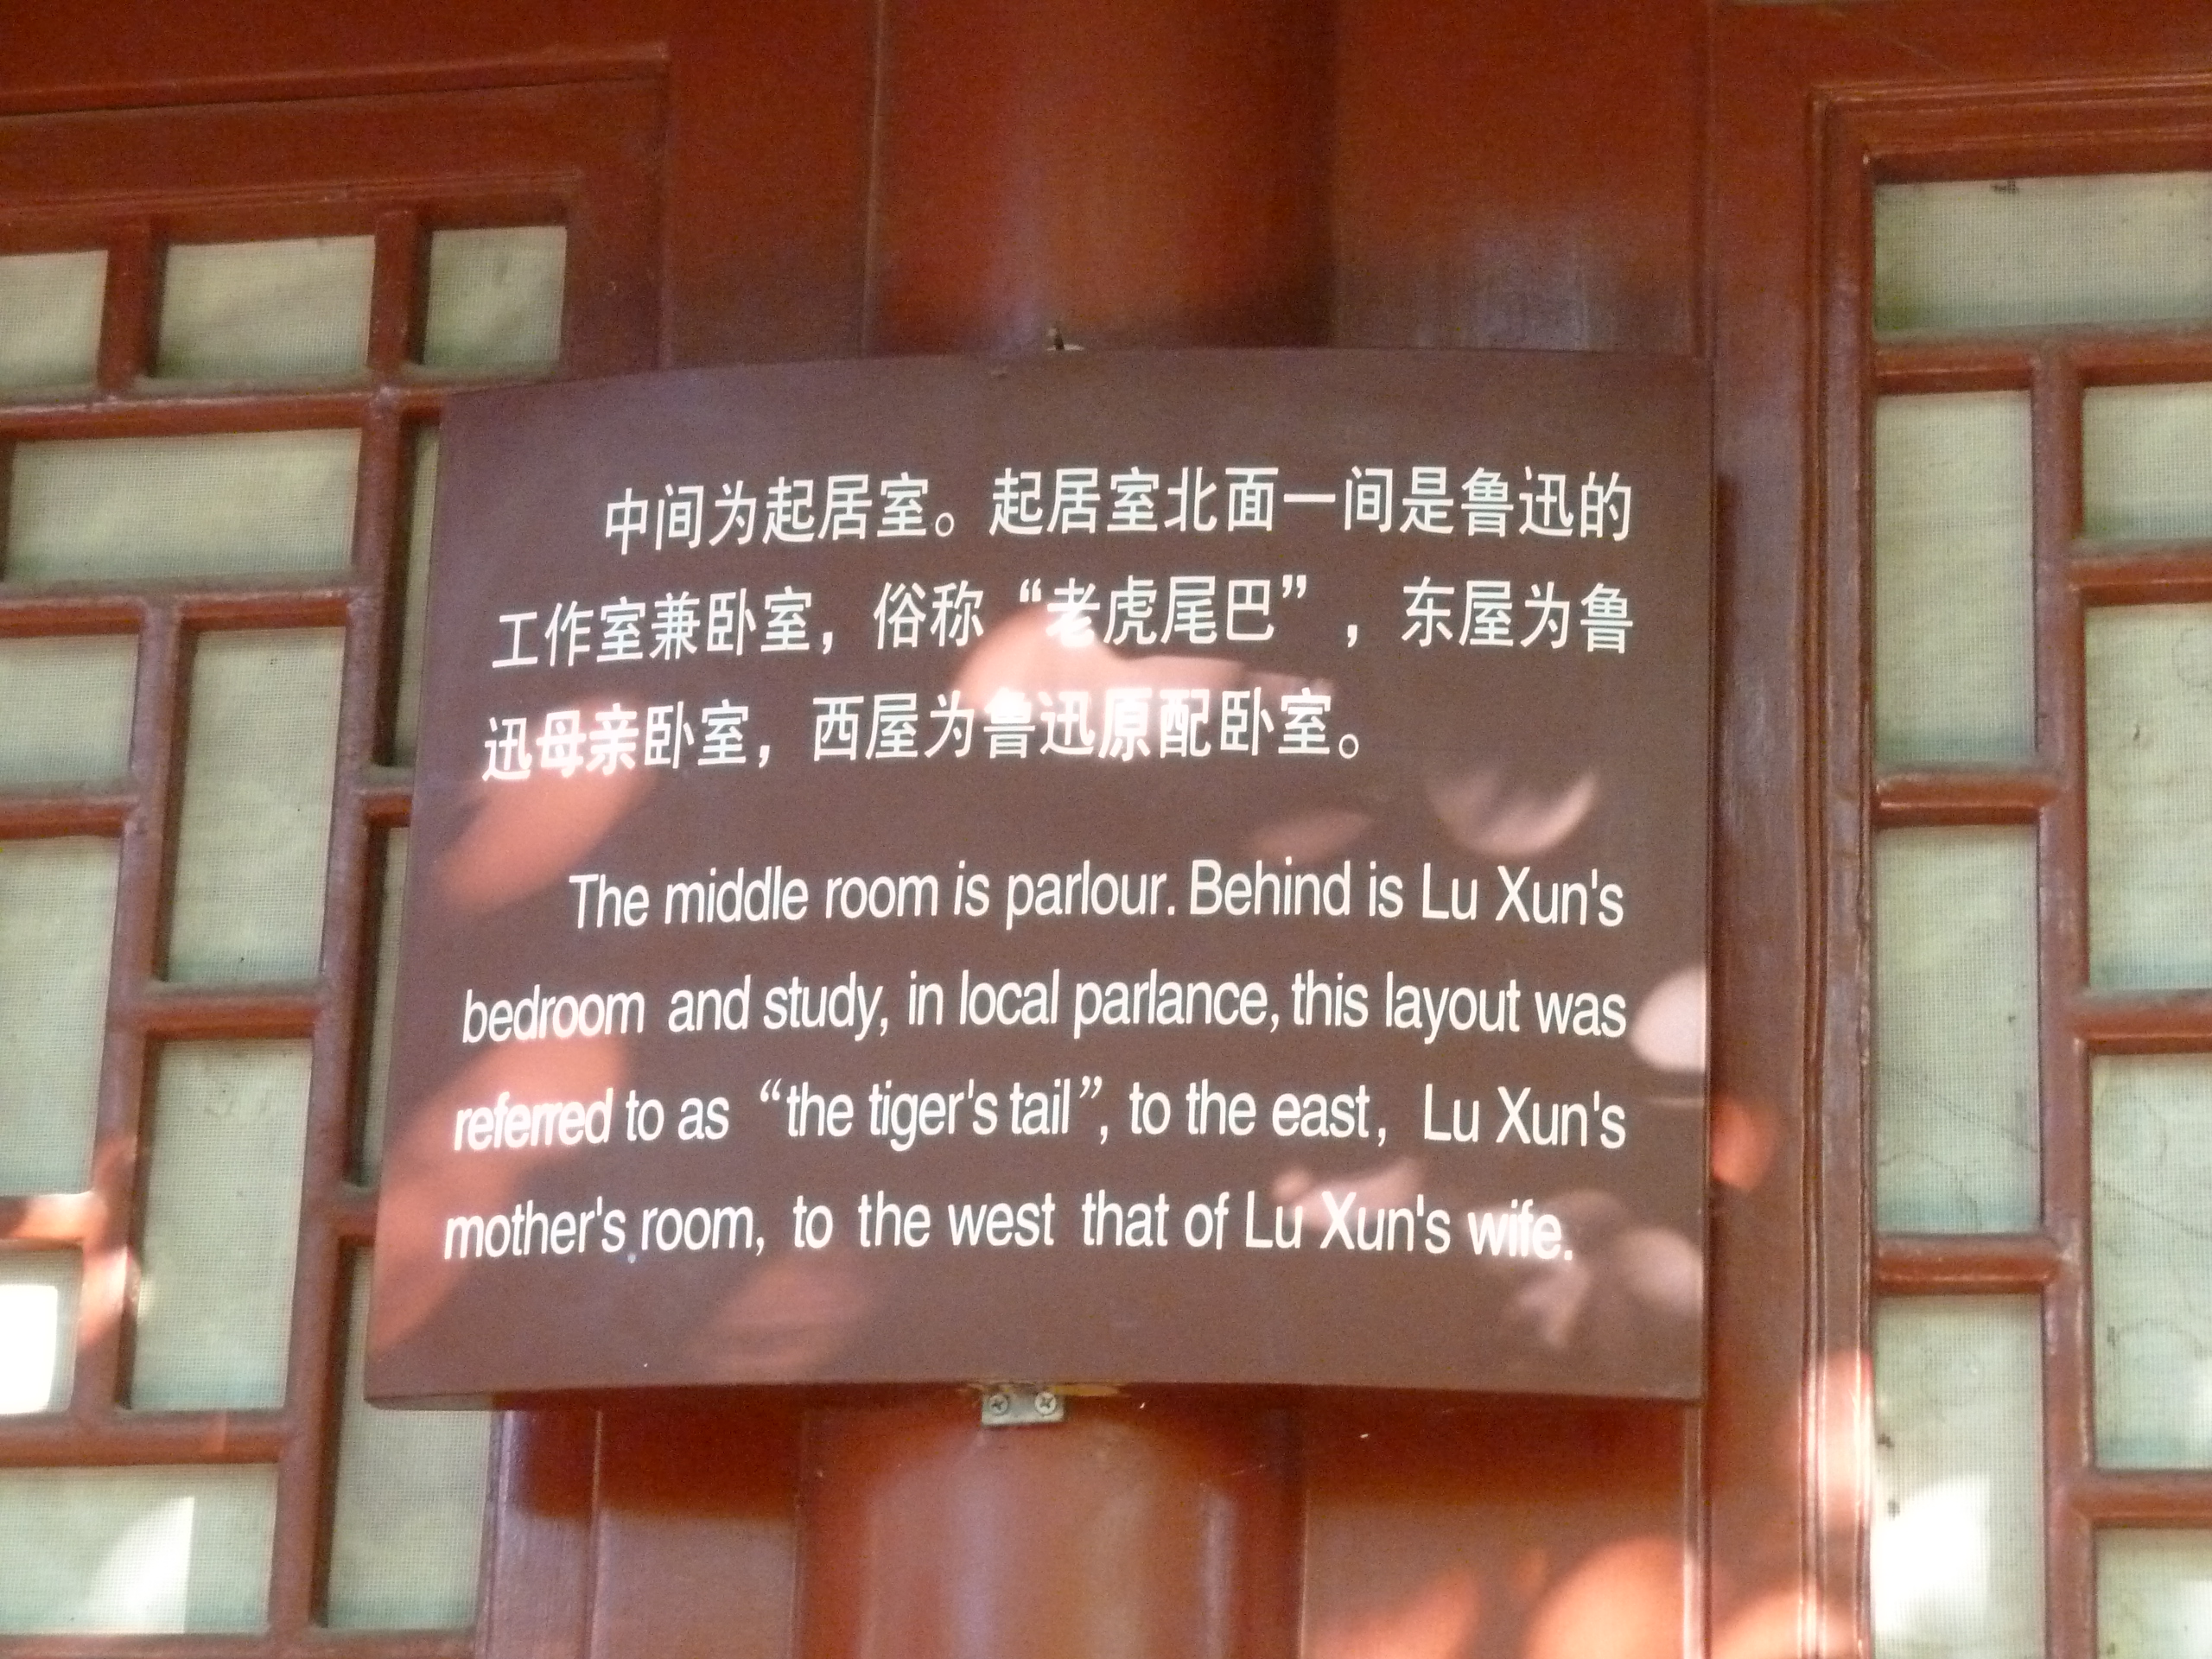 中间为起居室。起居室北面一间是鲁迅的
工作室兼卧室，俗称“老虎尾巴”，东屋为鲁
迅母亲卧室，西屋为鲁迅原配卧室。
The middle room is parlour. Behind is Lu Xun's
bedroom and study, in local parlance, this layout was
referred to as “the tiger's tail”, to the east, Lu Xun's
mother's room, to the west that of Lu Xun's wife.